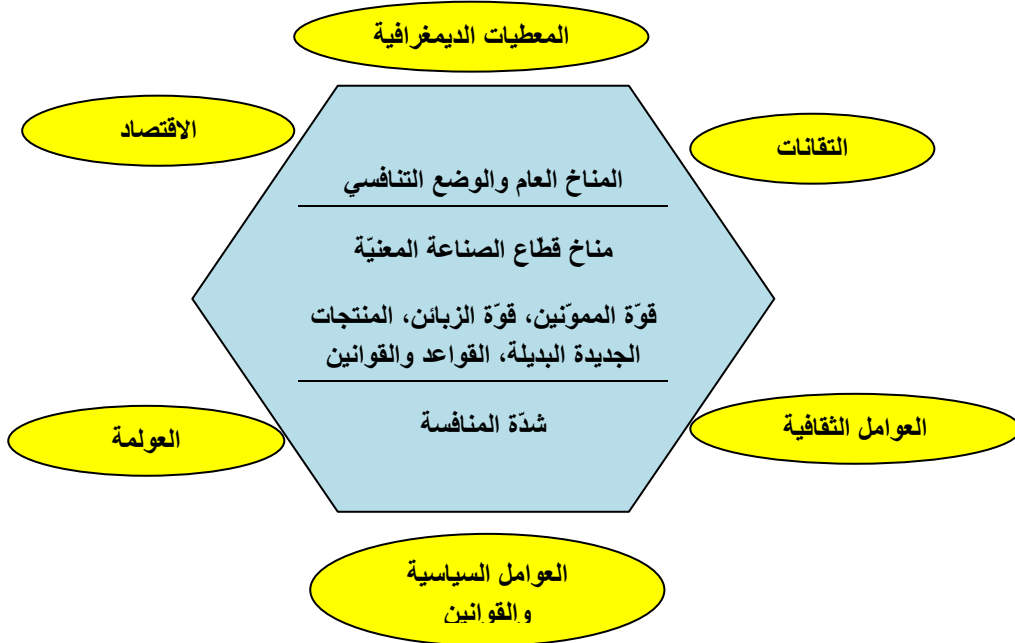 المعطيات الديمغرافية
الاقتصاد
التقانات
المناخ العام والوضع التنافسي
مناخ قطّاع الصناعة المعنيّة
قوّة المموّنين، قوّة الزبائن، المنتجات
الجديدة البديلة، القواعد والقوانين
شدّة المنافسة
العوامل الثقافية
العولمة
العوامل السياسية
والقوانين